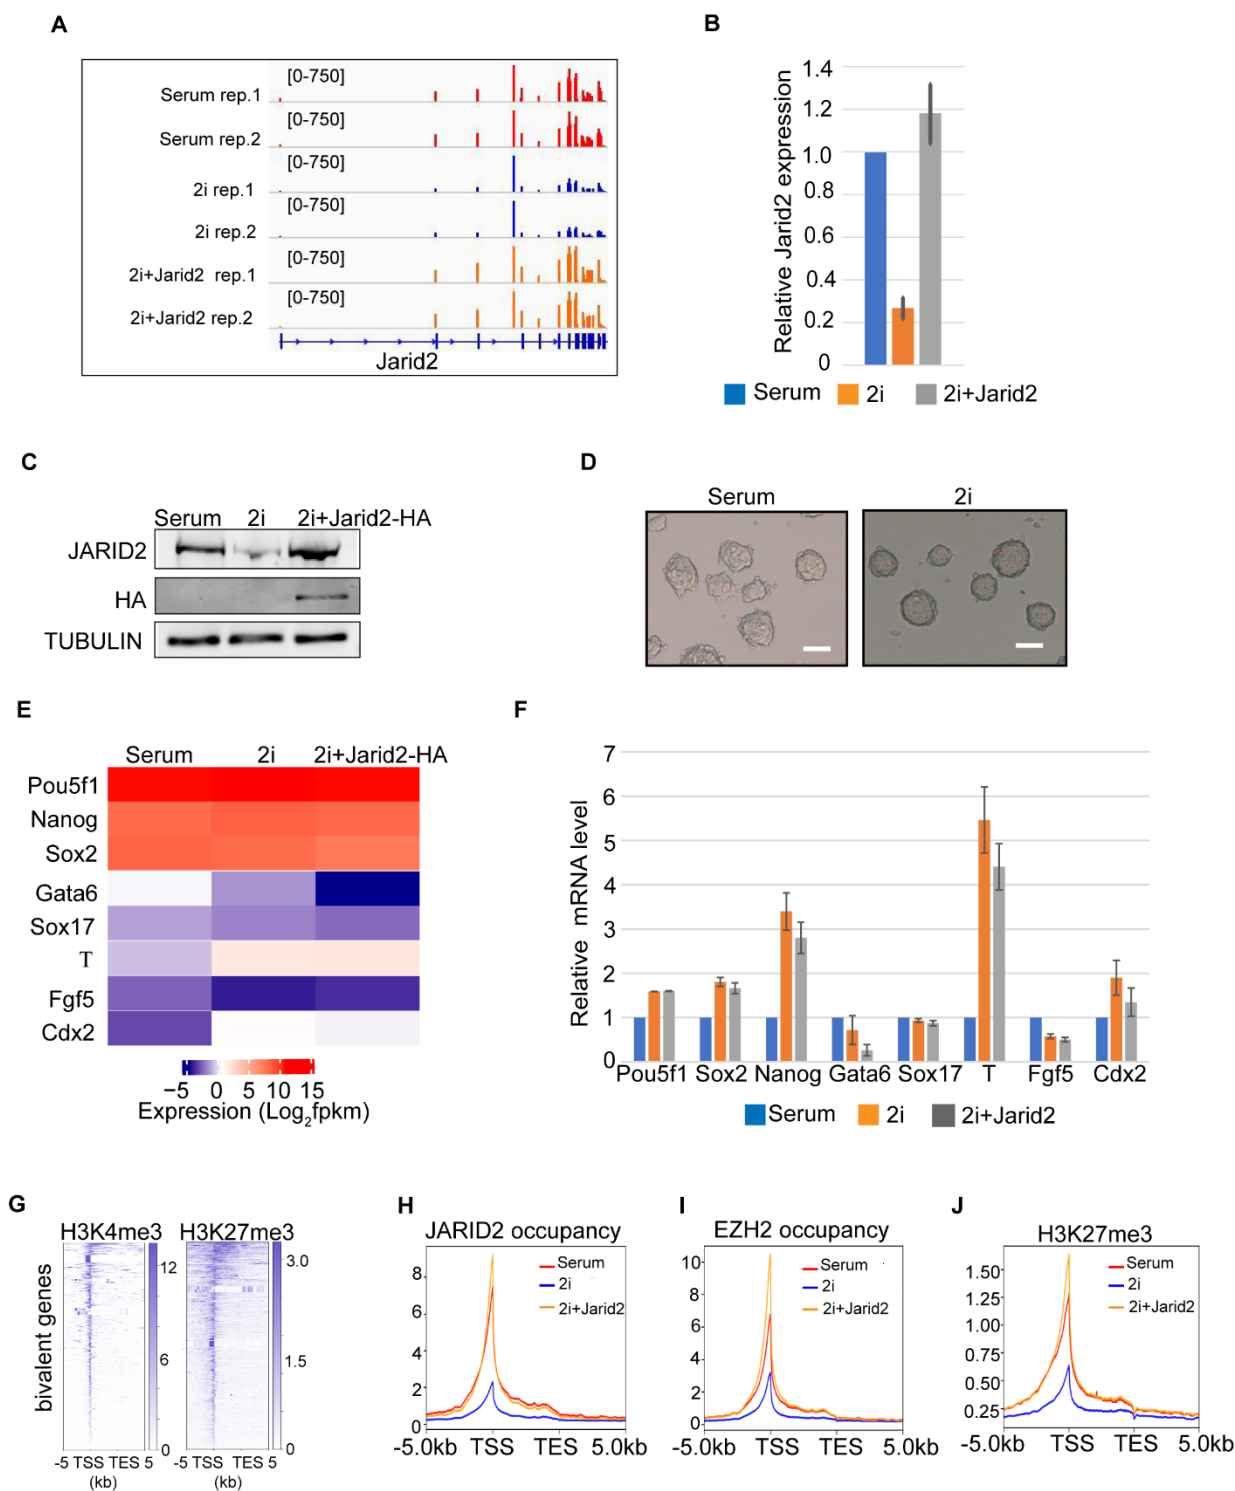 A
[0-750]
Serum rep.1
[0-750]
Serum rep.2
[0-750]
2i rep.1
[0-750]
2i rep.2
[0-750]
2i+Jarid2 rep.1
[0-750]
2i+Jarid2 rep.2
Jarid2
B
Relative Jarid2 expression
1.4
1.2
1.0
0.8
0.6
0.4
0.2
0
Serum 2i 2i+Jarid2
C
Serum 2i 2i+Jarid2-HA
JARID2
HA
TUBULIN
D
Serum 2i
E
Serum 2i 2i+Jarid2-HA
Pou5f1
Nanog
Sox2
Gata6
Sox17
T
Fgf5
Cdx2
−5 0 5 10 15
Expression (Log2fpkm)
F
Relative mRNA level
7
6
5
4
3
2
1
0
Pou5f1 Sox2 Nanog Gata6 Sox17 T Fgf5 Cdx2
Serum 2i 2i+Jarid2
G
H3K4me3 H3K27me3
bivalent genes
12
6
0
3.0
1.5
0
-5 TSS TES 5
(kb)
-5 TSS TES 5
(kb)
H
JARID2 occupancy
Serum
2i
2i+Jarid2
8
6
4
2
0
-5.0kb TSS TES 5.0kb
I
EZH2 occupancy
Serum
2i
2i+Jarid2
10
8
6
4
2
0
-5.0kb TSS TES 5.0kb
J
H3K27me3
Serum
2i
2i+Jarid2
1.50
1.25
1.00
0.75
0.50
0.25
-5.0kb TSS TES 5.0kb